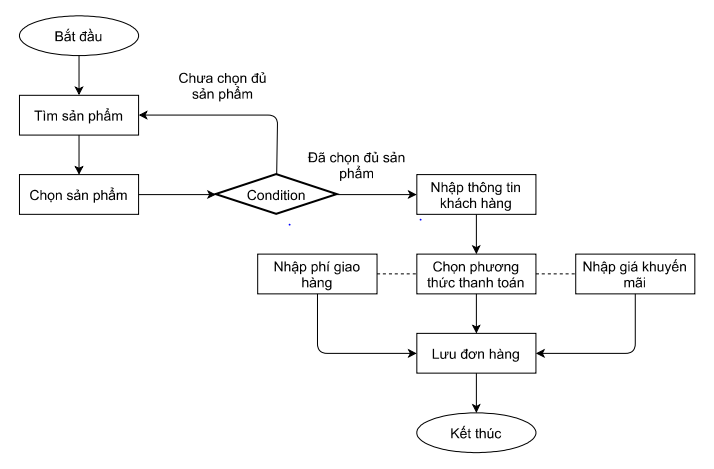 Bắt đầu
Chưa chọn đủ
sản phẩm
Tìm sản phẩm
Đã chọn đủ sản
phẩm
Chọn sản phẩm
Condition
Nhập thông tin
khách hàng
Nhập phí giao
hàng
Chọn phương
thức thanh toán
Nhập giá khuyến
mãi
Lưu đơn hàng
Kết thúc